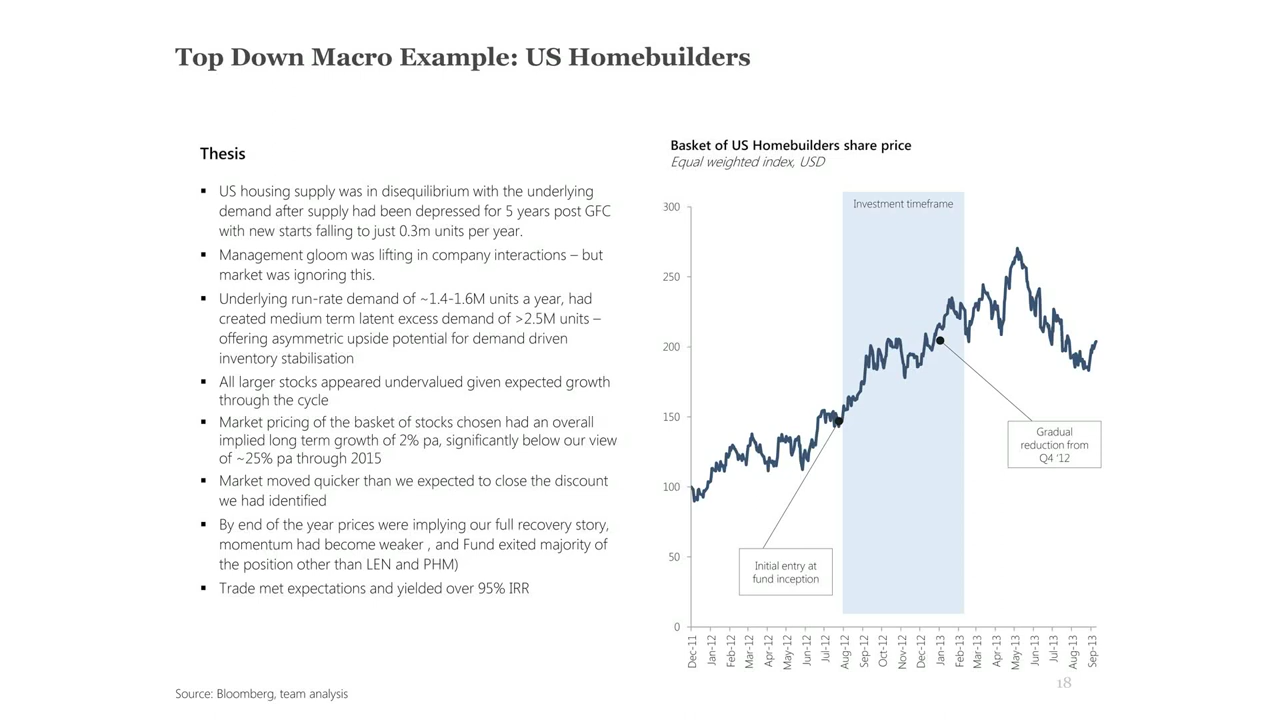 Top Down Macro Example: US Homebuilders
Thesis
▪ US housing supply was in disequilibrium with the underlying
demand after supply had been depressed for 5 years post GFC
with new starts falling to just 0.3m units per year.
▪ Management gloom was lifting in company interactions – but
market was ignoring this.
▪ Underlying run-rate demand of ~1.4-1.6M units a year, had
created medium term latent excess demand of >2.5M units –
offering asymmetric upside potential for demand driven
inventory stabilisation
▪ All larger stocks appeared undervalued given expected growth
through the cycle
▪ Market pricing of the basket of stocks chosen had an overall
implied long term growth of 2% pa, significantly below our view
of ~25% pa through 2015
▪ Market moved quicker than we expected to close the discount
we had identified
▪ By end of the year prices were implying our full recovery story,
momentum had become weaker , and Fund exited majority of
the position other than LEN and PHM)
▪ Trade met expectations and yielded over 95% IRR
Basket of US Homebuilders share price
Equal weighted index, USD
300
250
200
150
100
50
0
Investment timeframe
Gradual
reduction from
Q4 '12
Initial entry at
fund inception
Dec-11
Jan-12
Feb-12
Mar-12
Apr-12
May-12
Jun-12
Jul-12
Aug-12
Sep-12
Oct-12
Nov-12
Dec-12
Jan-13
Feb-13
Mar-13
Apr-13
May-13
Jun-13
Jul-13
Aug-13
Sep-13
Source: Bloomberg, team analysis
18